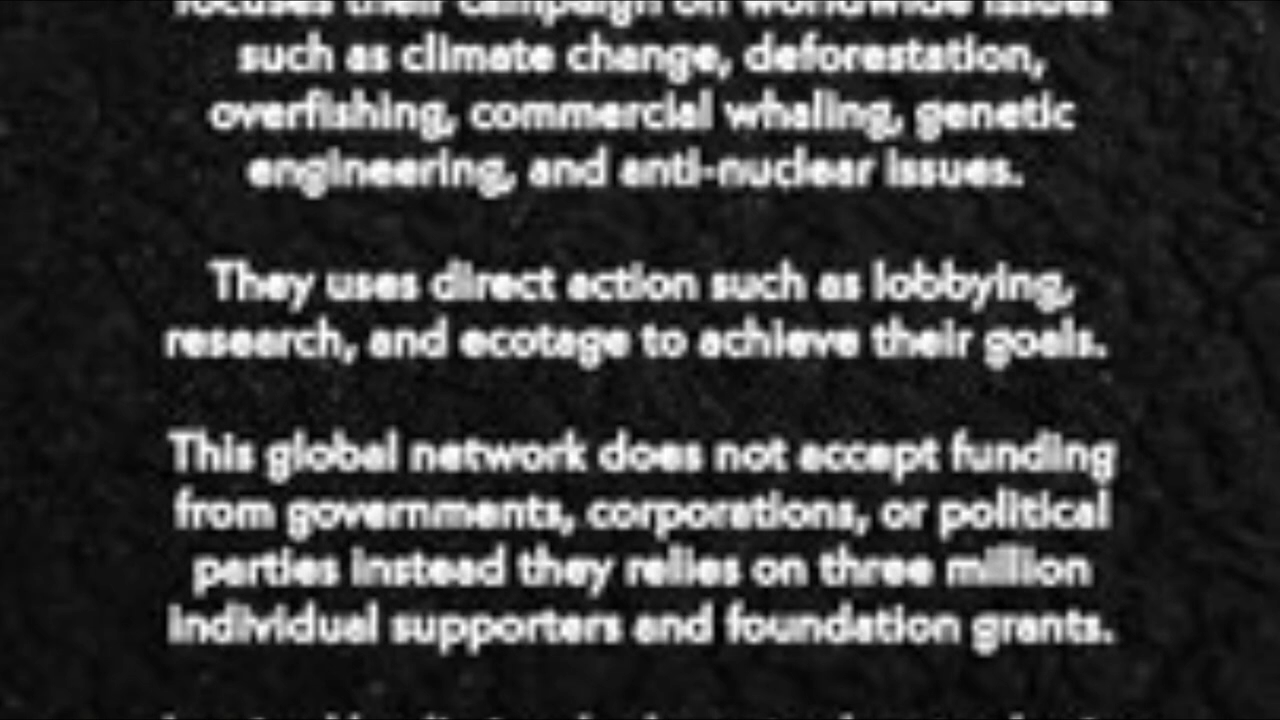 focuses their campaign on worldwide issues
such as climate change, deforestation,
overfishing, commercial whaling, genetic
engineering, and anti-nuclear issues.
They uses direct action such as lobbying,
research, and ecotage to achieve their goals.
This global network does not accept funding
from governments, corporations, or political
parties instead they relies on three million
individual supporters and foundation grants.